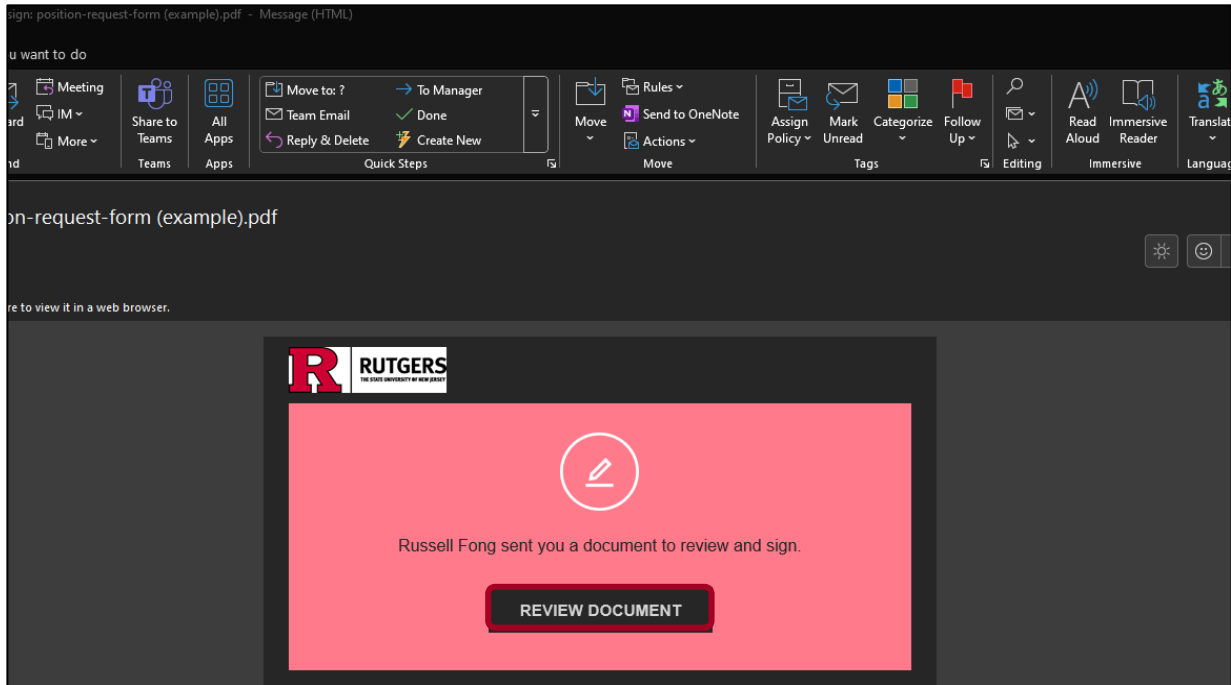 sign: position-request-form (example).pdf - Message (HTML)
u want to do
Meeting
IM
More
Share to Teams
Teams
All Apps
Apps
Move to: ?
To Manager
Team Email
Done
Reply & Delete
Create New
Quick Steps
Move
Rules
Send to OneNote
Actions
Move
Assign Policy
Mark Unread
Categorize
Follow Up
Tags
Editing
Read Aloud
Immersive Reader
Immersive
Translat
Languag
on-request-form (example).pdf
re to view it in a web browser.
R RUTGERS
THE STATE UNIVERSITY OF NEW JERSEY
Russell Fong sent you a document to review and sign.
REVIEW DOCUMENT